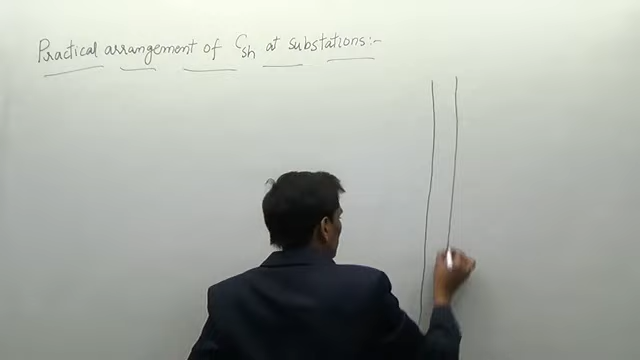 Practical arrangement of Csh at substations:-